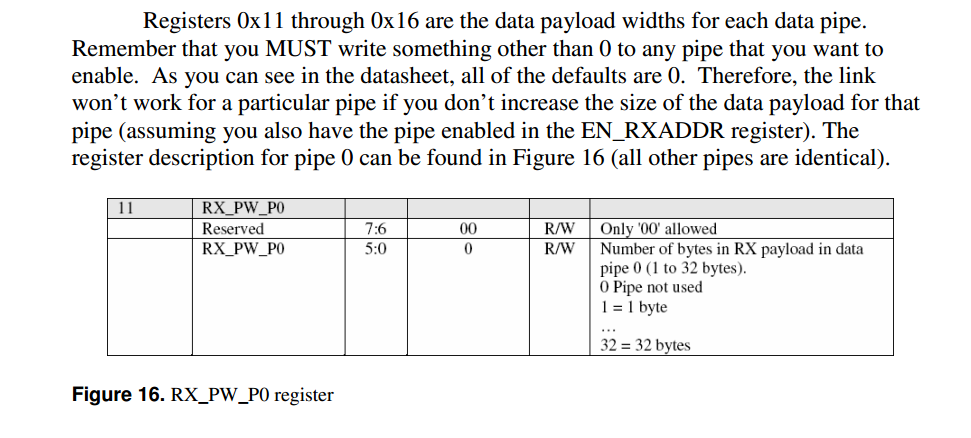 Registers 0x11 through 0x16 are the data payload widths for each data pipe.
Remember that you MUST write something other than 0 to any pipe that you want to
enable.  As you can see in the datasheet, all of the defaults are 0.  Therefore, the link
won't work for a particular pipe if you don't increase the size of the data payload for that
pipe (assuming you also have the pipe enabled in the EN_RXADDR register). The
register description for pipe 0 can be found in Figure 16 (all other pipes are identical).
11 RX_PW_P0
Reserved 7:6 00 R/W Only '00' allowed
RX_PW_P0 5:0 0 R/W Number of bytes in RX payload in data
pipe 0 (1 to 32 bytes).
0 Pipe not used
1 = 1 byte
…
32 = 32 bytes
Figure 16. RX_PW_P0 register